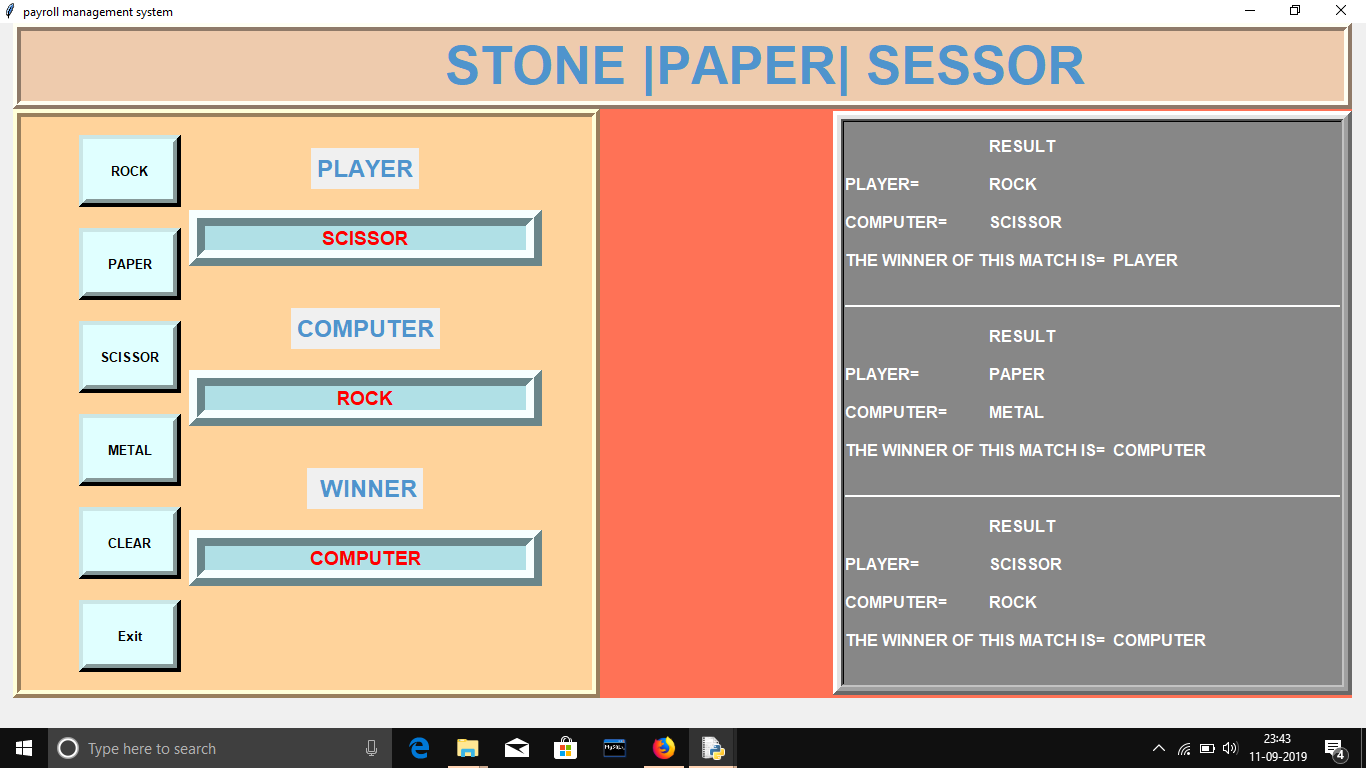 payroll management system
STONE |PAPER| SESSOR
ROCK
PAPER
SCISSOR
METAL
CLEAR
Exit
PLAYER
SCISSOR
COMPUTER
ROCK
WINNER
COMPUTER
RESULT
PLAYER= ROCK
COMPUTER= SCISSOR
THE WINNER OF THIS MATCH IS= PLAYER
RESULT
PLAYER= PAPER
COMPUTER= METAL
THE WINNER OF THIS MATCH IS= COMPUTER
RESULT
PLAYER= SCISSOR
COMPUTER= ROCK
THE WINNER OF THIS MATCH IS= COMPUTER
Type here to search
MySQL
23:43
11-09-2019
4